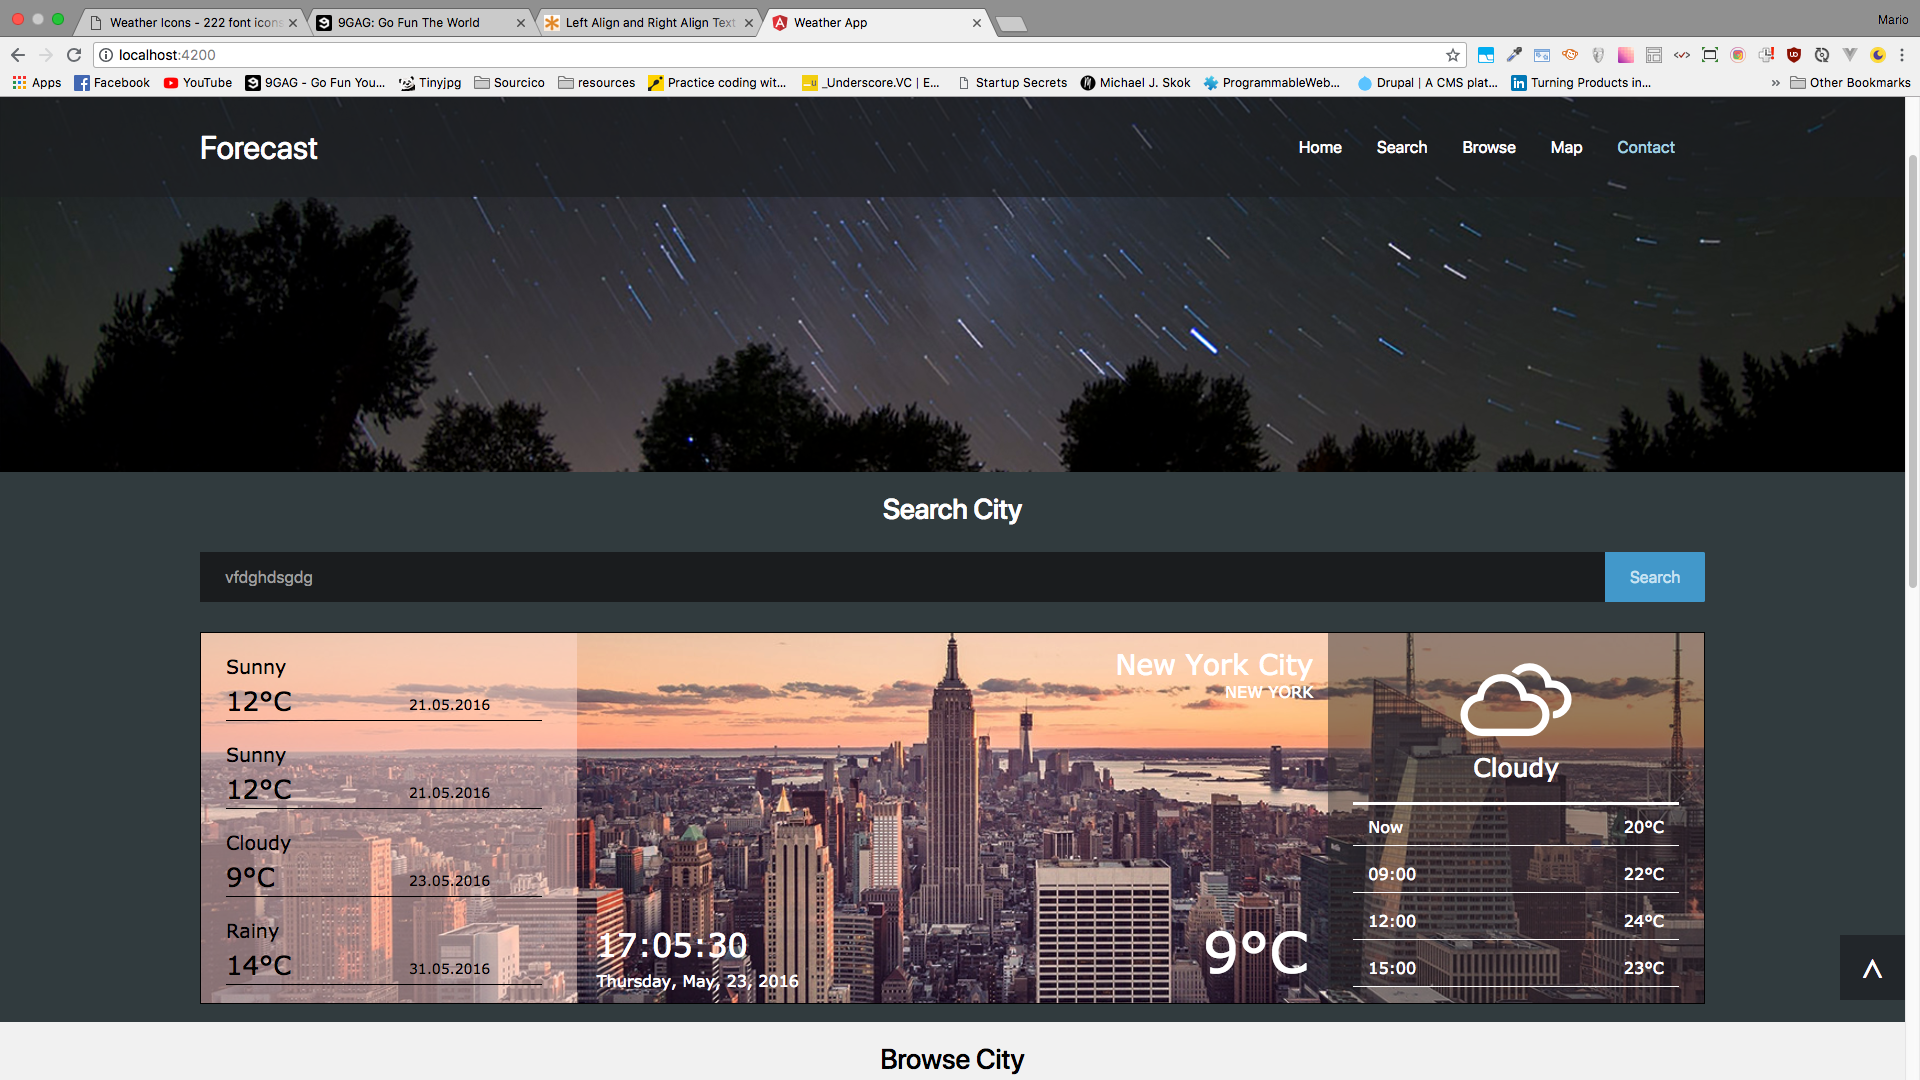 Mario
Weather Icons - 222 font icons
9GAG: Go Fun The World
Left Align and Right Align Text
Weather App
localhost:4200
Apps
Facebook
YouTube
9GAG - Go Fun You...
Tinyjpg
Sourcico
resources
Practice coding wit...
_Underscore.VC | E...
Startup Secrets
Michael J. Skok
ProgrammableWeb...
Drupal | A CMS plat...
Turning Products in...
»
Other Bookmarks
Forecast
Home
Search
Browse
Map
Contact
Search City
vfdghdsgdg
Search
Sunny
12°C
21.05.2016
Sunny
12°C
21.05.2016
Cloudy
9°C
23.05.2016
Rainy
14°C
31.05.2016
New York City
NEW YORK
17:05:30
Thursday, May, 23, 2016
9°C
Cloudy
Now 20°C
09:00 22°C
12:00 24°C
15:00 23°C
Browse City